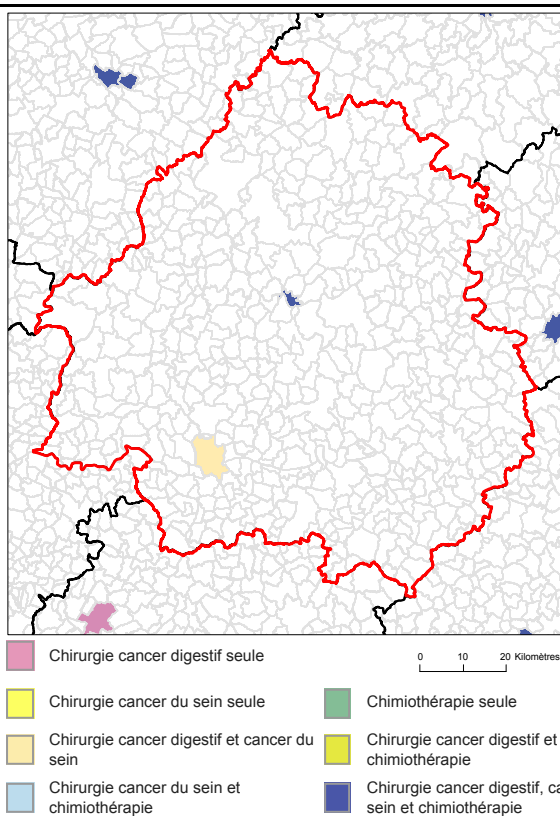 Chirurgie cancer digestif seule
0 10 20 Kilomètres
Chirurgie cancer du sein seule
Chimiothérapie seule
Chirurgie cancer digestif et cancer du
sein
Chirurgie cancer digestif et
chimiothérapie
Chirurgie cancer du sein et
chimiothérapie
Chirurgie cancer digestif, ca
sein et chimiothérapie